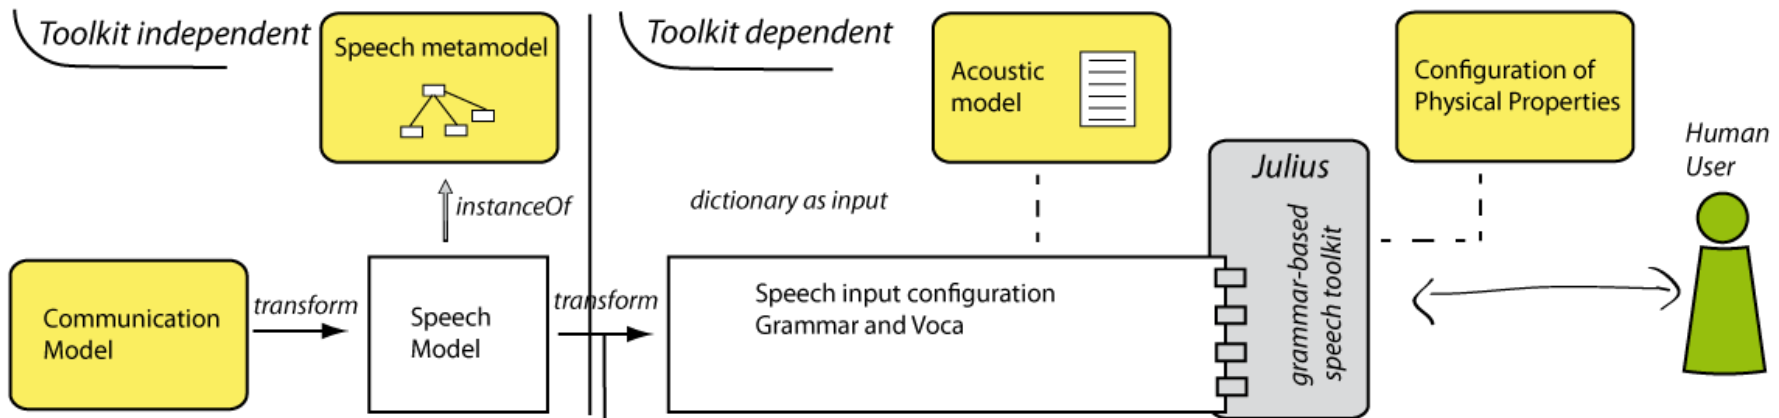 Toolkit independent
Speech metamodel
Toolkit dependent
Acoustic
model
Configuration of
Physical Properties
Human
User
Julius
grammar-based
speech toolkit
instanceOf
dictionary as input
Communication
Model
transform
Speech
Model
transform
Speech input configuration
Grammar and Voca